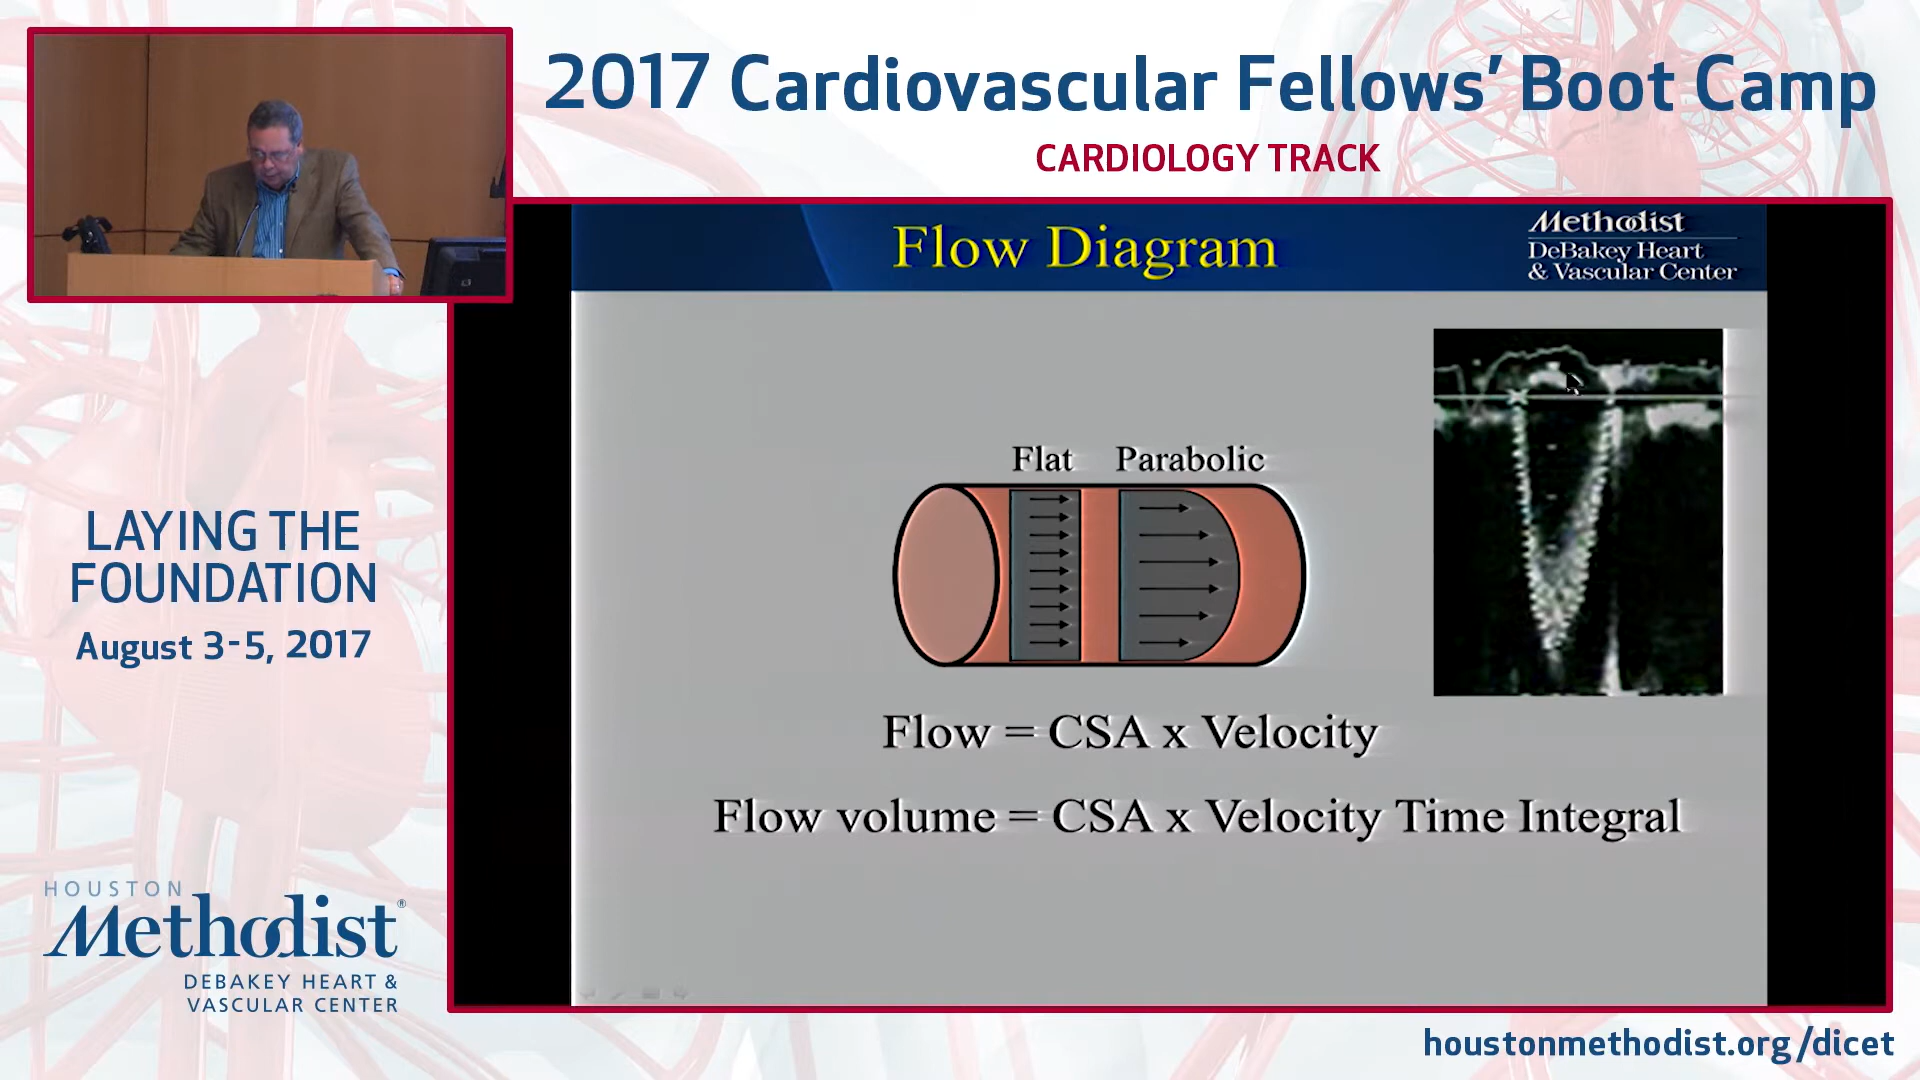 2017 Cardiovascular Fellows’ Boot Camp
CARDIOLOGY TRACK
Flow Diagram
Methodist
DeBakey Heart
& Vascular Center
Flat Parabolic
Flow = CSA x Velocity
Flow volume = CSA x Velocity Time Integral
LAYING THE
FOUNDATION
August 3-5, 2017
HOUSTON
Methodist®
DEBAKEY HEART &
VASCULAR CENTER
houstonmethodist.org/dicet